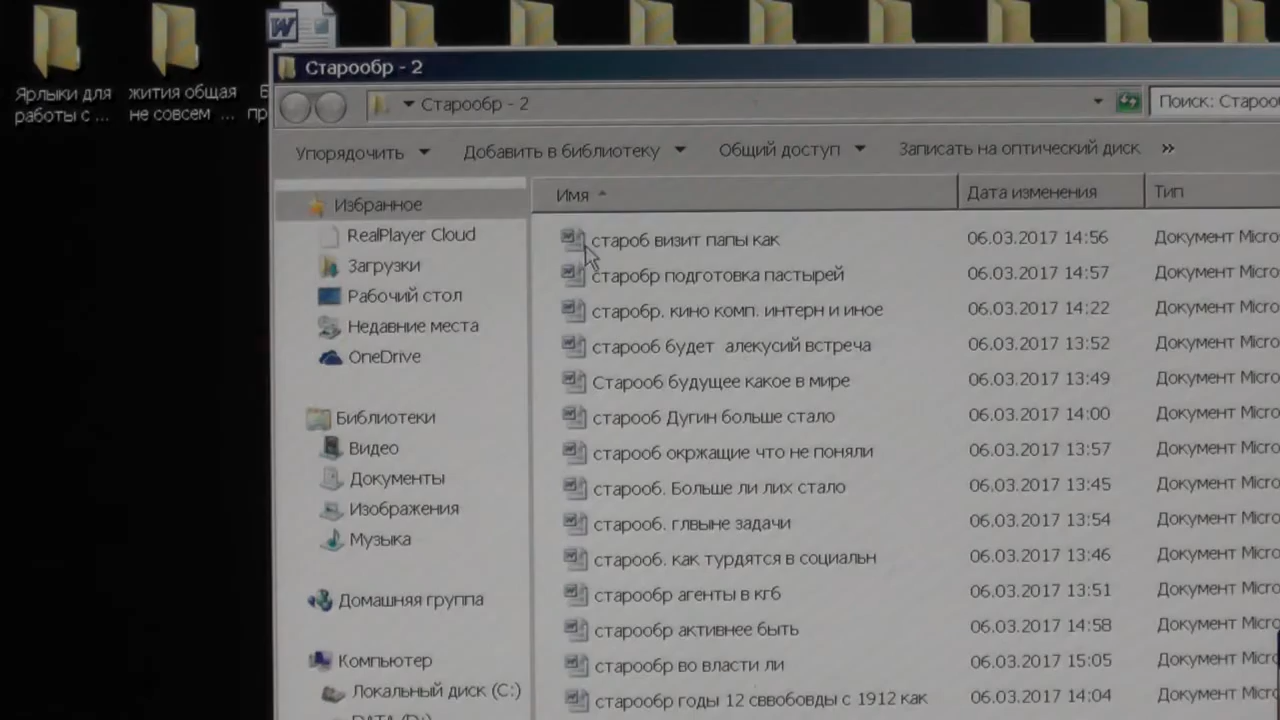 Ярлыки для
работы с ...
жития общая
не совсем ...
Старообр - 2
Старообр - 2
Поиск: Староо
Упорядочить
Добавить в библиотеку
Общий доступ
Записать на оптический диск
»
Имя
Дата изменения
Тип
Избранное
RealPlayer Cloud
Загрузки
Рабочий стол
Недавние места
OneDrive
Библиотеки
Видео
Документы
Изображения
Музыка
Домашняя группа
Компьютер
Локальный диск (C:)
DATA (D:)
староб визит папы как 06.03.2017 14:56 Документ Micro
старобр подготовка пастырей 06.03.2017 14:57 Документ Micro
старобр. кино комп. интерн и иное 06.03.2017 14:22 Документ Micro
старооб будет алекусий встреча 06.03.2017 13:52 Документ Micro
Старооб будущее какое в мире 06.03.2017 13:49 Документ Micro
старооб Дугин больше стало 06.03.2017 14:00 Документ Micro
старооб окржащие что не поняли 06.03.2017 13:57 Документ Micro
старооб. Больше ли лих стало 06.03.2017 13:45 Документ Micro
старооб. глвыне задачи 06.03.2017 13:54 Документ Micro
старооб. как турдятся в социальн 06.03.2017 13:46 Документ Micro
старообр агенты в кгб 06.03.2017 13:51 Документ Micro
старообр активнее быть 06.03.2017 14:58 Документ Micro
старообр во власти ли 06.03.2017 15:05 Документ Micro
старообр годы 12 сввобовды с 1912 как 06.03.2017 14:04 Документ Micro